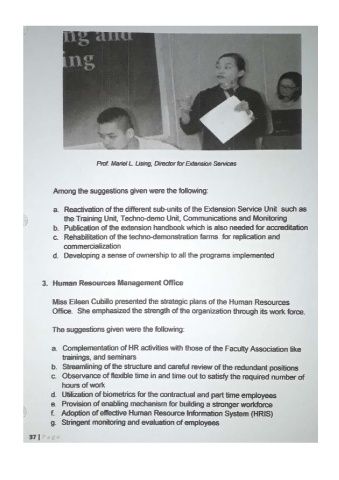 ng and
ing
Prof. Mariel L. Lising, Director for Extension Services
Among the suggestions given were the following:
a. Reactivation of the different sub-units of the Extension Service Unit such as
the Training Unit, Techno-demo Unit, Communications and Monitoring
b. Publication of the extension handbook which is also needed for accreditation
c. Rehabilitation of the techno-demonstration farms for replication and
commercialization
d. Developing a sense of ownership to all the programs implemented
3. Human Resources Management Office
Miss Eileen Cubillo presented the strategic plans of the Human Resources
Office. She emphasized the strength of the organization through its work force.
The suggestions given were the following:
a. Complementation of HR activities with those of the Faculty Association like
trainings, and seminars
b. Streamlining of the structure and careful review of the redundant positions
c. Observance of flexible time in and time out to satisfy the required number of
hours of work
d. Utilization of biometrics for the contractual and part time employees
e. Provision of enabling mechanism for building a stronger workforce
f. Adoption of effective Human Resource Information System (HRIS)
g. Stringent monitoring and evaluation of employees
37 | Page